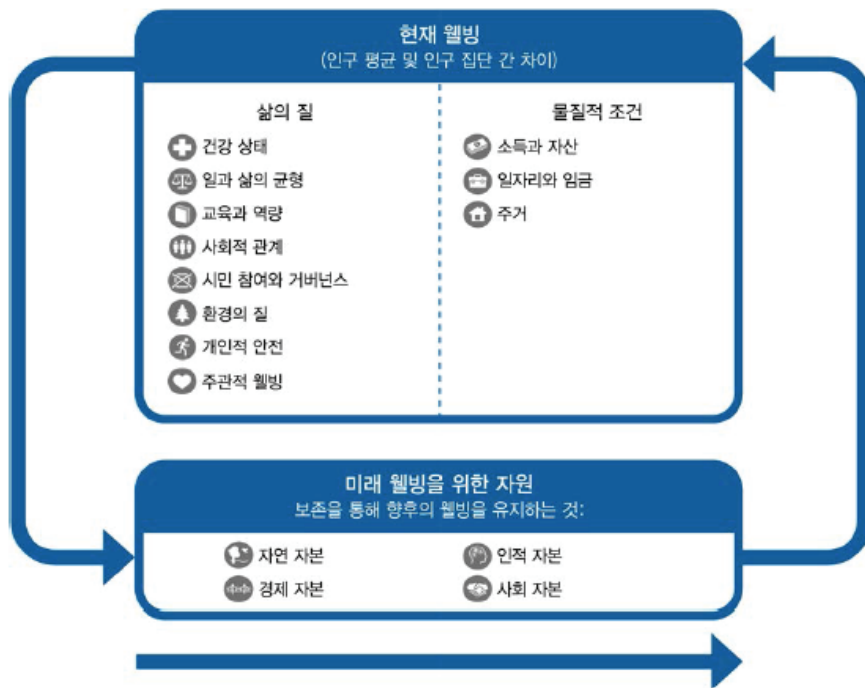 현재 웰빙
(인구 평균 및 인구 집단 간 차이)
삶의 질
건강 상태
일과 삶의 균형
교육과 역량
사회적 관계
시민 참여와 거버넌스
환경의 질
개인적 안전
주관적 웰빙
물질적 조건
소득과 자산
일자리와 임금
주거
미래 웰빙을 위한 자원
보존을 통해 향후의 웰빙을 유지하는 것:
자연 자본
인적 자본
경제 자본
사회 자본